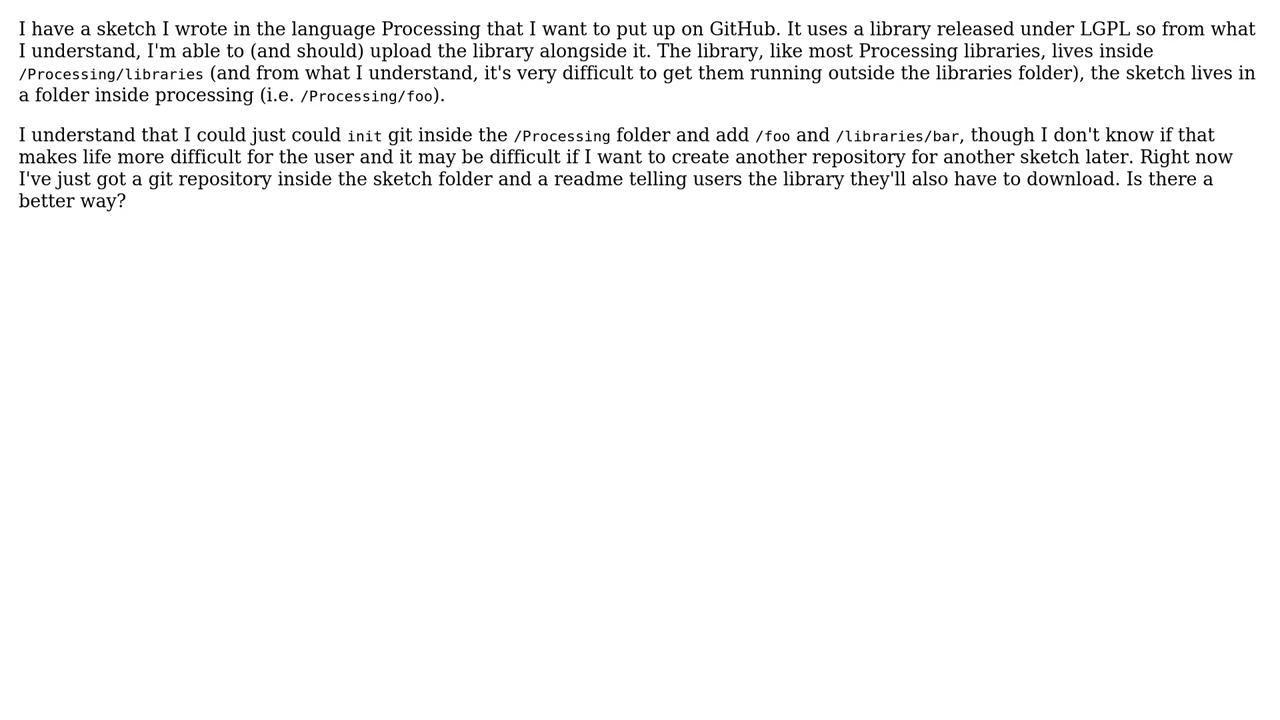 I have a sketch I wrote in the language Processing that I want to put up on GitHub. It uses a library released under LGPL so from what
I understand, I'm able to (and should) upload the library alongside it. The library, like most Processing libraries, lives inside
/Processing/libraries (and from what I understand, it's very difficult to get them running outside the libraries folder), the sketch lives in
a folder inside processing (i.e. /Processing/foo).
I understand that I could just could init git inside the /Processing folder and add /foo and /libraries/bar, though I don't know if that
makes life more difficult for the user and it may be difficult if I want to create another repository for another sketch later. Right now
I've just got a git repository inside the sketch folder and a readme telling users the library they'll also have to download. Is there a
better way?